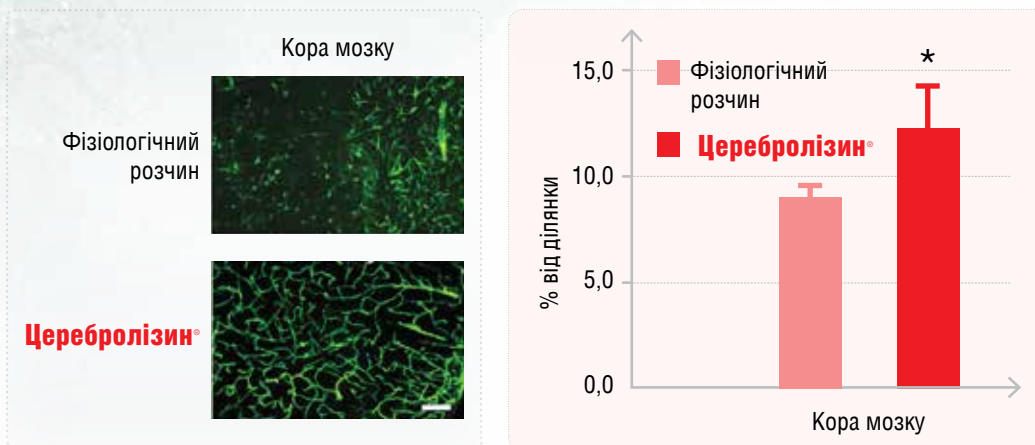 Кора мозку
Фізіологічний
розчин
Церебролізин®
% від ділянки
15,0
10,0
5,0
0,0
Фізіологічний
розчин
Церебролізин®
*
Кора мозку